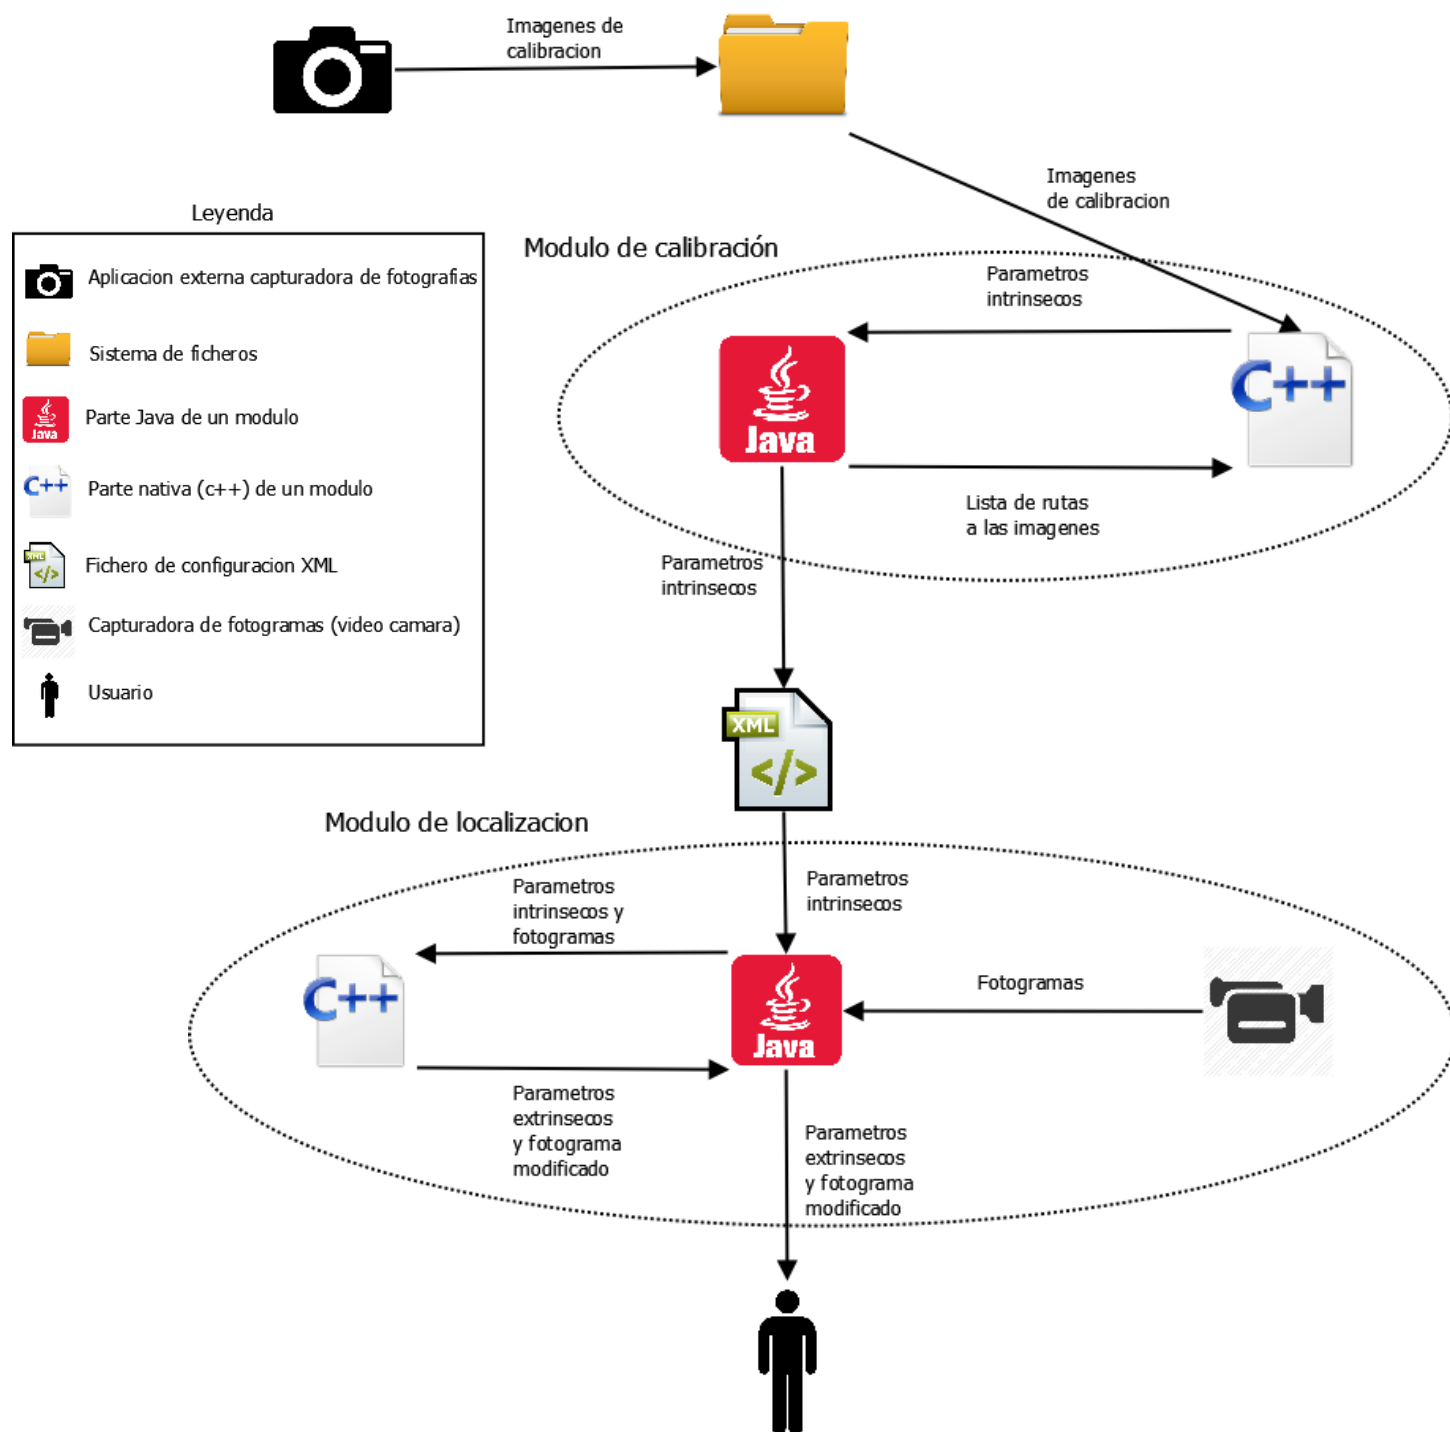 Imagenes de
calibracion
Imagenes
de calibracion
Leyenda
Aplicacion externa capturadora de fotografias
Sistema de ficheros
Java
Parte Java de un modulo
C++
Parte nativa (c++) de un modulo
XML
</>
Fichero de configuracion XML
Capturadora de fotogramas (video camara)
Usuario
Modulo de calibración
Parametros
intrinsecos
Java
C++
Lista de rutas
a las imagenes
Parametros
intrinsecos
XML
</>
Modulo de localizacion
Parametros
intrinsecos y
fotogramas
Parametros
intrinsecos
C++
Java
Fotogramas
Parametros
extrinsecos
y fotograma
modificado
Parametros
extrinsecos
y fotograma
modificado